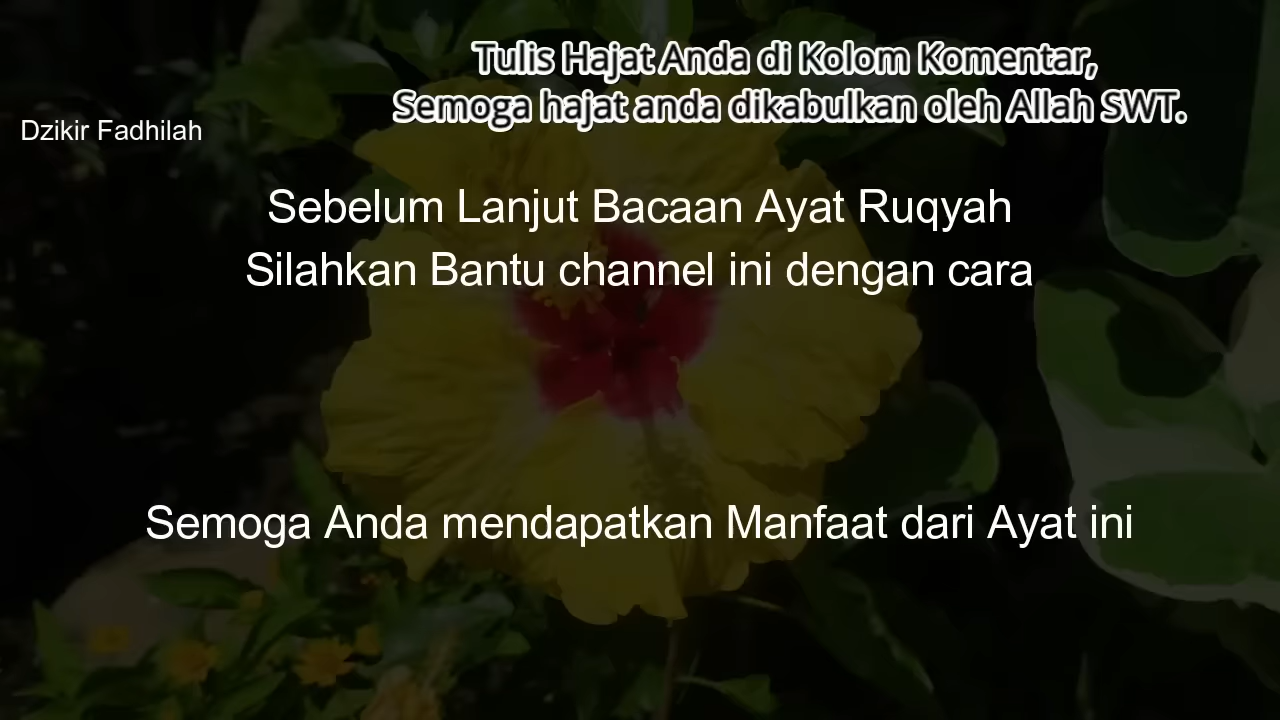 Tulis Hajat Anda di Kolom Komentar,
Semoga hajat anda dikabulkan oleh Allah SWT.
Dzikir Fadhilah
Sebelum Lanjut Bacaan Ayat Ruqyah
Silahkan Bantu channel ini dengan cara
Semoga Anda mendapatkan Manfaat dari Ayat ini